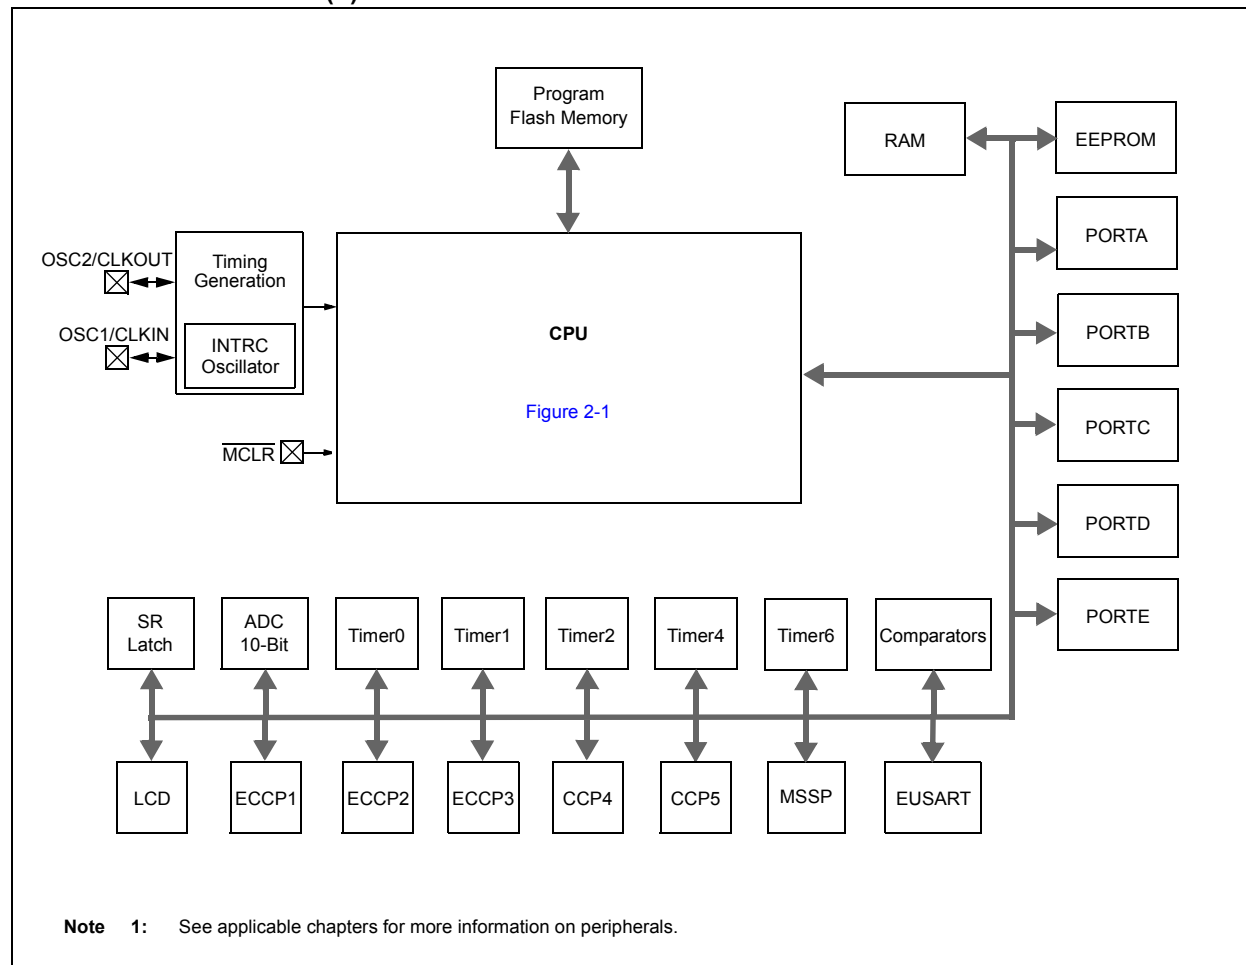 Program
Flash Memory
RAM
EEPROM
PORTA
OSC2/CLKOUT
Timing
Generation
OSC1/CLKIN
INTRC
Oscillator
CPU
PORTB
Figure 2-1
PORTC
MCLR
PORTD
PORTE
SR
Latch
ADC
10-Bit
Timer0
Timer1
Timer2
Timer4
Timer6
Comparators
LCD
ECCP1
ECCP2
ECCP3
CCP4
CCP5
MSSP
EUSART
Note 1: See applicable chapters for more information on peripherals.